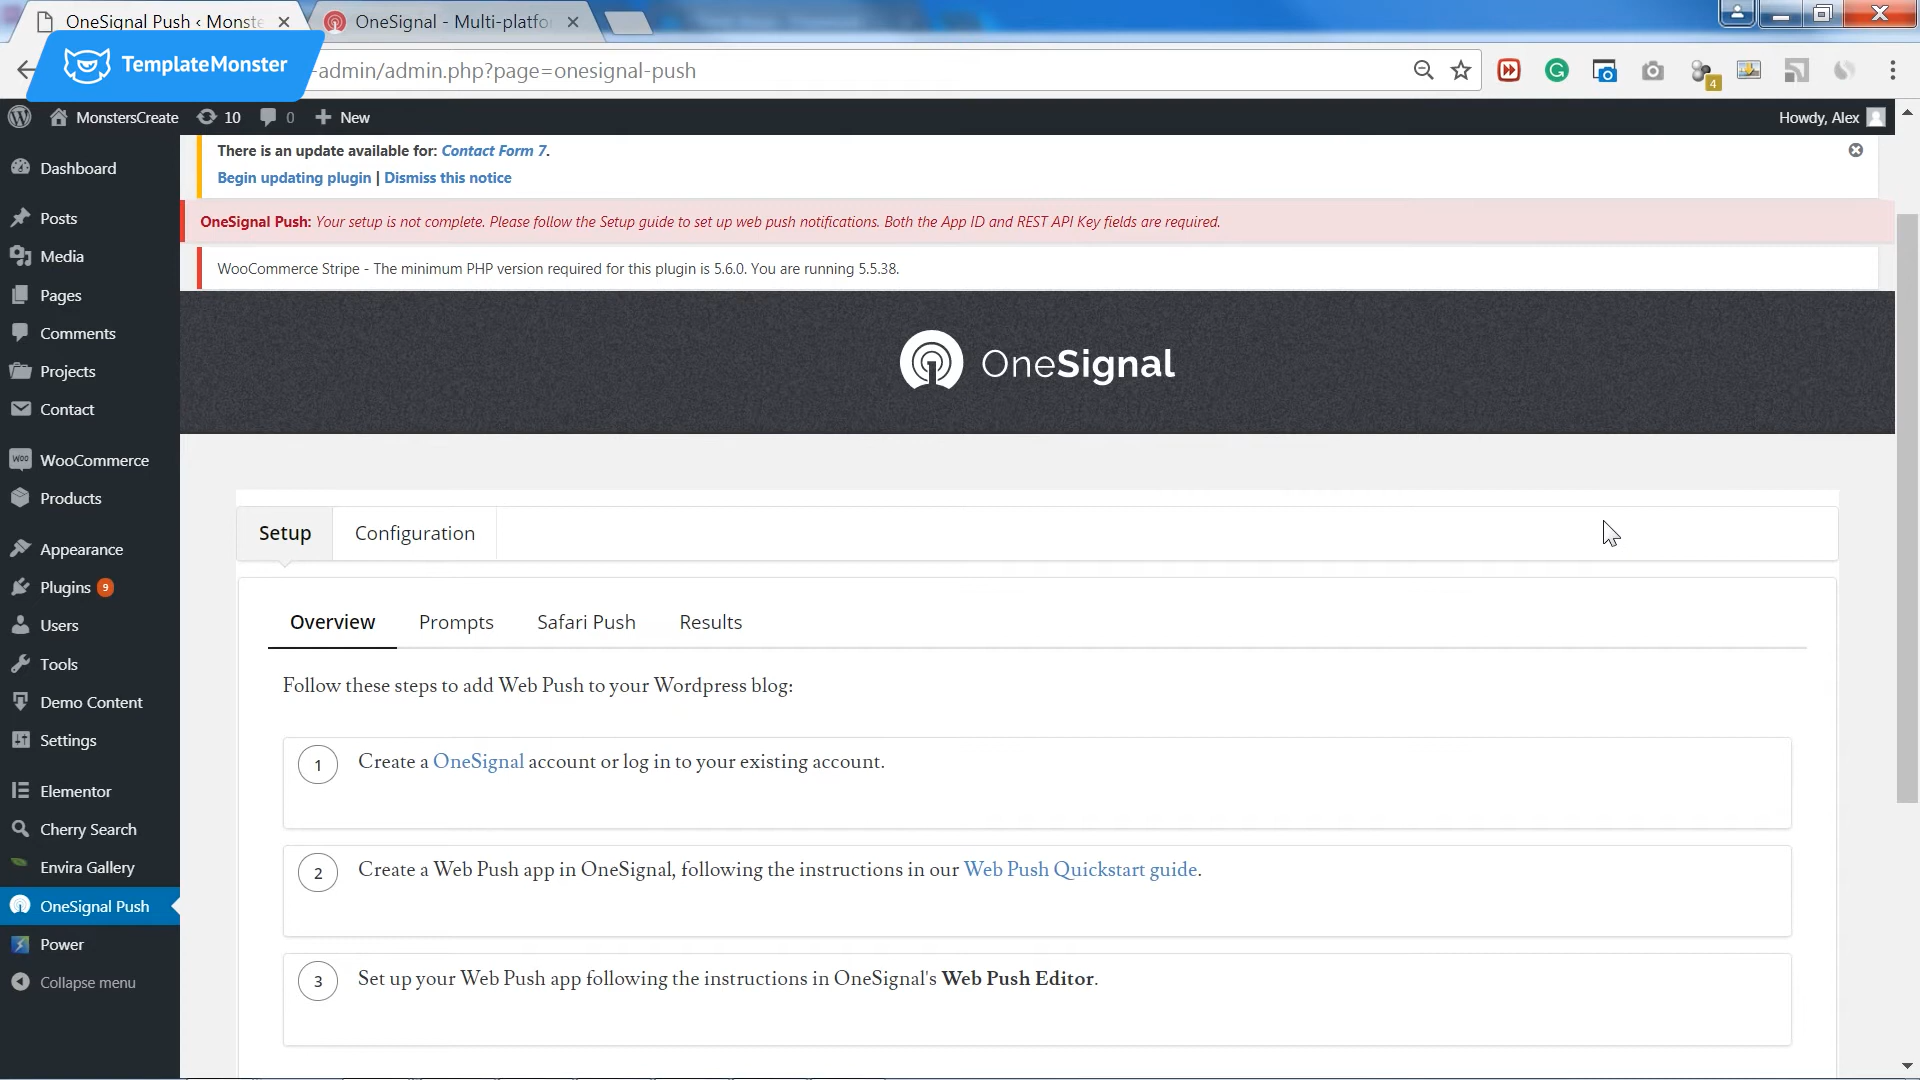 OneSignal Push ‹ Monste
OneSignal - Multi-platfo
TemplateMonster
-admin/admin.php?page=onesignal-push
4
MonstersCreate
10
0
New
Howdy, Alex
Dashboard
Posts
Media
Pages
Comments
Projects
Contact
Woo
WooCommerce
Products
Appearance
Plugins 9
Users
Tools
Demo Content
Settings
Elementor
Cherry Search
Envira Gallery
OneSignal Push
Power
Collapse menu
There is an update available for: Contact Form 7.
Begin updating plugin | Dismiss this notice
OneSignal Push: Your setup is not complete. Please follow the Setup guide to set up web push notifications. Both the App ID and REST API Key fields are required.
WooCommerce Stripe - The minimum PHP version required for this plugin is 5.6.0. You are running 5.5.38.
OneSignal
Setup
Configuration
Overview
Prompts
Safari Push
Results
Follow these steps to add Web Push to your Wordpress blog:
1
Create a OneSignal account or log in to your existing account.
2
Create a Web Push app in OneSignal, following the instructions in our Web Push Quickstart guide.
3
Set up your Web Push app following the instructions in OneSignal's Web Push Editor.